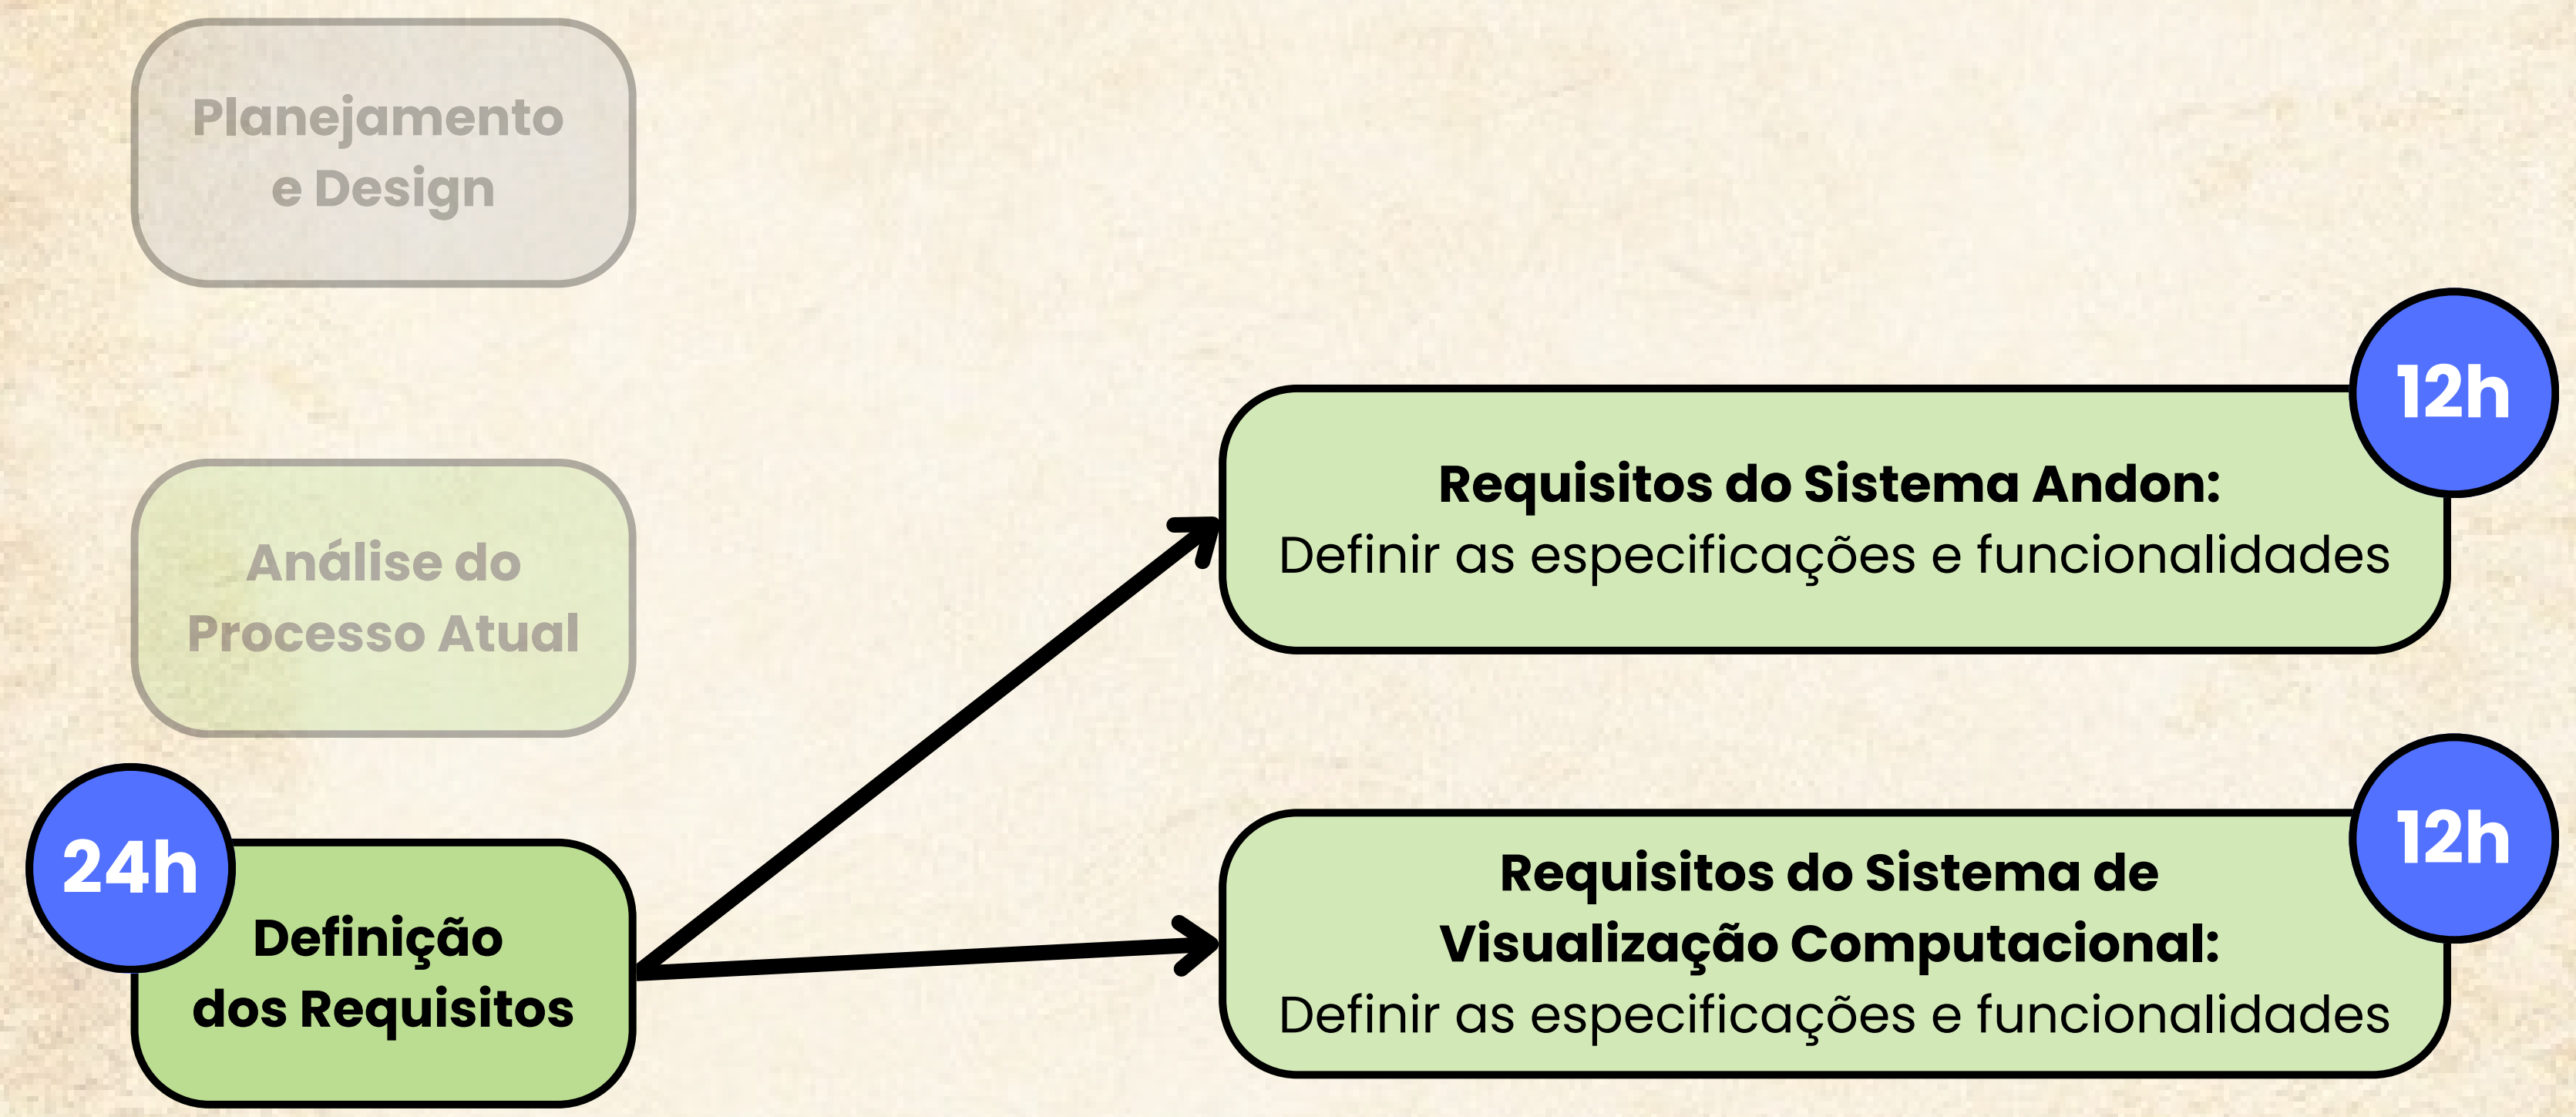 Planejamento
e Design
Análise do
Processo Atual
24h
Definição
dos Requisitos
12h
Requisitos do Sistema Andon:
Definir as especificações e funcionalidades
12h
Requisitos do Sistema de
Visualização Computacional:
Definir as especificações e funcionalidades